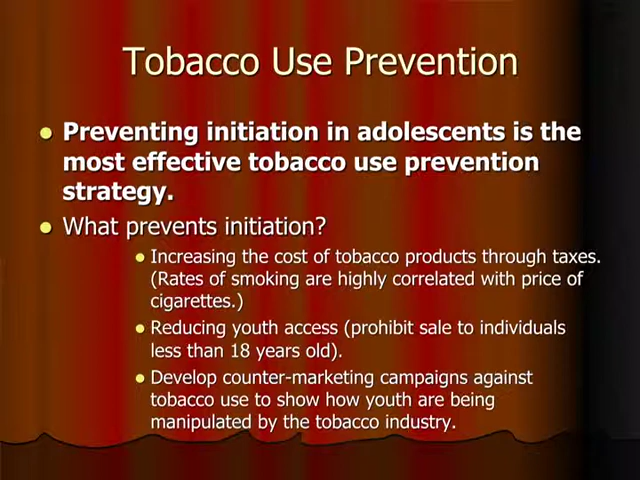 Tobacco Use Prevention
Preventing initiation in adolescents is the
most effective tobacco use prevention
strategy.
What prevents initiation?
Increasing the cost of tobacco products through taxes.
(Rates of smoking are highly correlated with price of
cigarettes.)
Reducing youth access (prohibit sale to individuals
less than 18 years old).
Develop counter-marketing campaigns against
tobacco use to show how youth are being
manipulated by the tobacco industry.